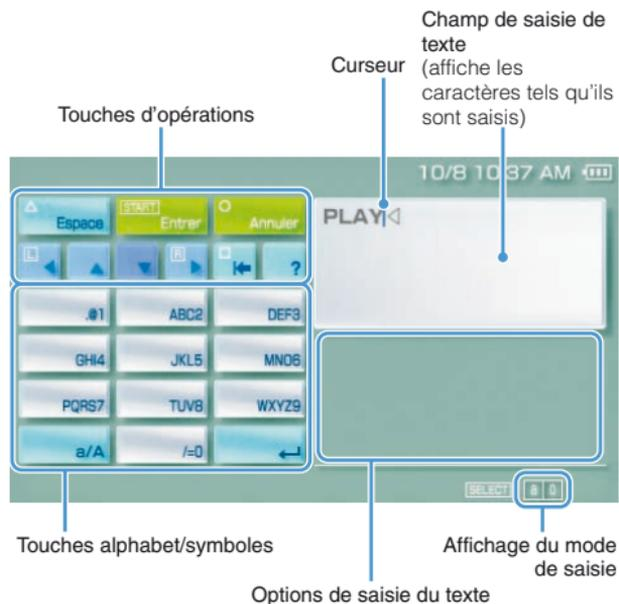 Champ de saisie de
texte
(affiche les
caractères tels qu'ils
sont saisis)
Curseur
Touches d'opérations
10/8 10:37 AM
△ Espace START Entrer ○ Annuler
PLAY
L R □ ?
.@1 ABC2 DEF3
GHI4 JKL5 MNO6
PQRS7 TUV8 WXYZ9
a/A /=0
SELECT a 0
Touches alphabet/symboles
Affichage du mode
de saisie
Options de saisie du texte